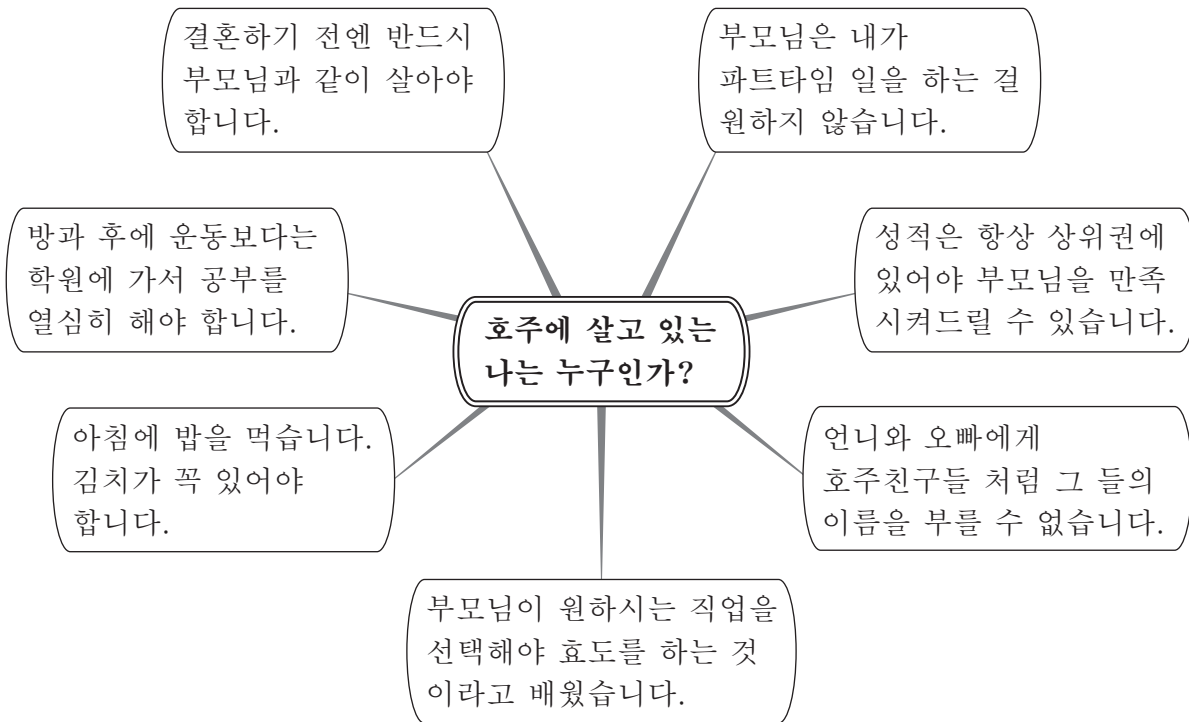 결혼하기 전엔 반드시
부모님과 같이 살아야
합니다.
부모님은 내가
파트타임 일을 하는 걸
원하지 않습니다.
방과 후에 운동보다는
학원에 가서 공부를
열심히 해야 합니다.
성적은 항상 상위권에
있어야 부모님을 만족
시켜드릴 수 있습니다.
호주에 살고 있는
나는 누구인가?
아침에 밥을 먹습니다.
김치가 꼭 있어야
합니다.
언니와 오빠에게
호주친구들 처럼 그 들의
이름을 부를 수 없습니다.
부모님이 원하시는 직업을
선택해야 효도를 하는 것
이라고 배웠습니다.